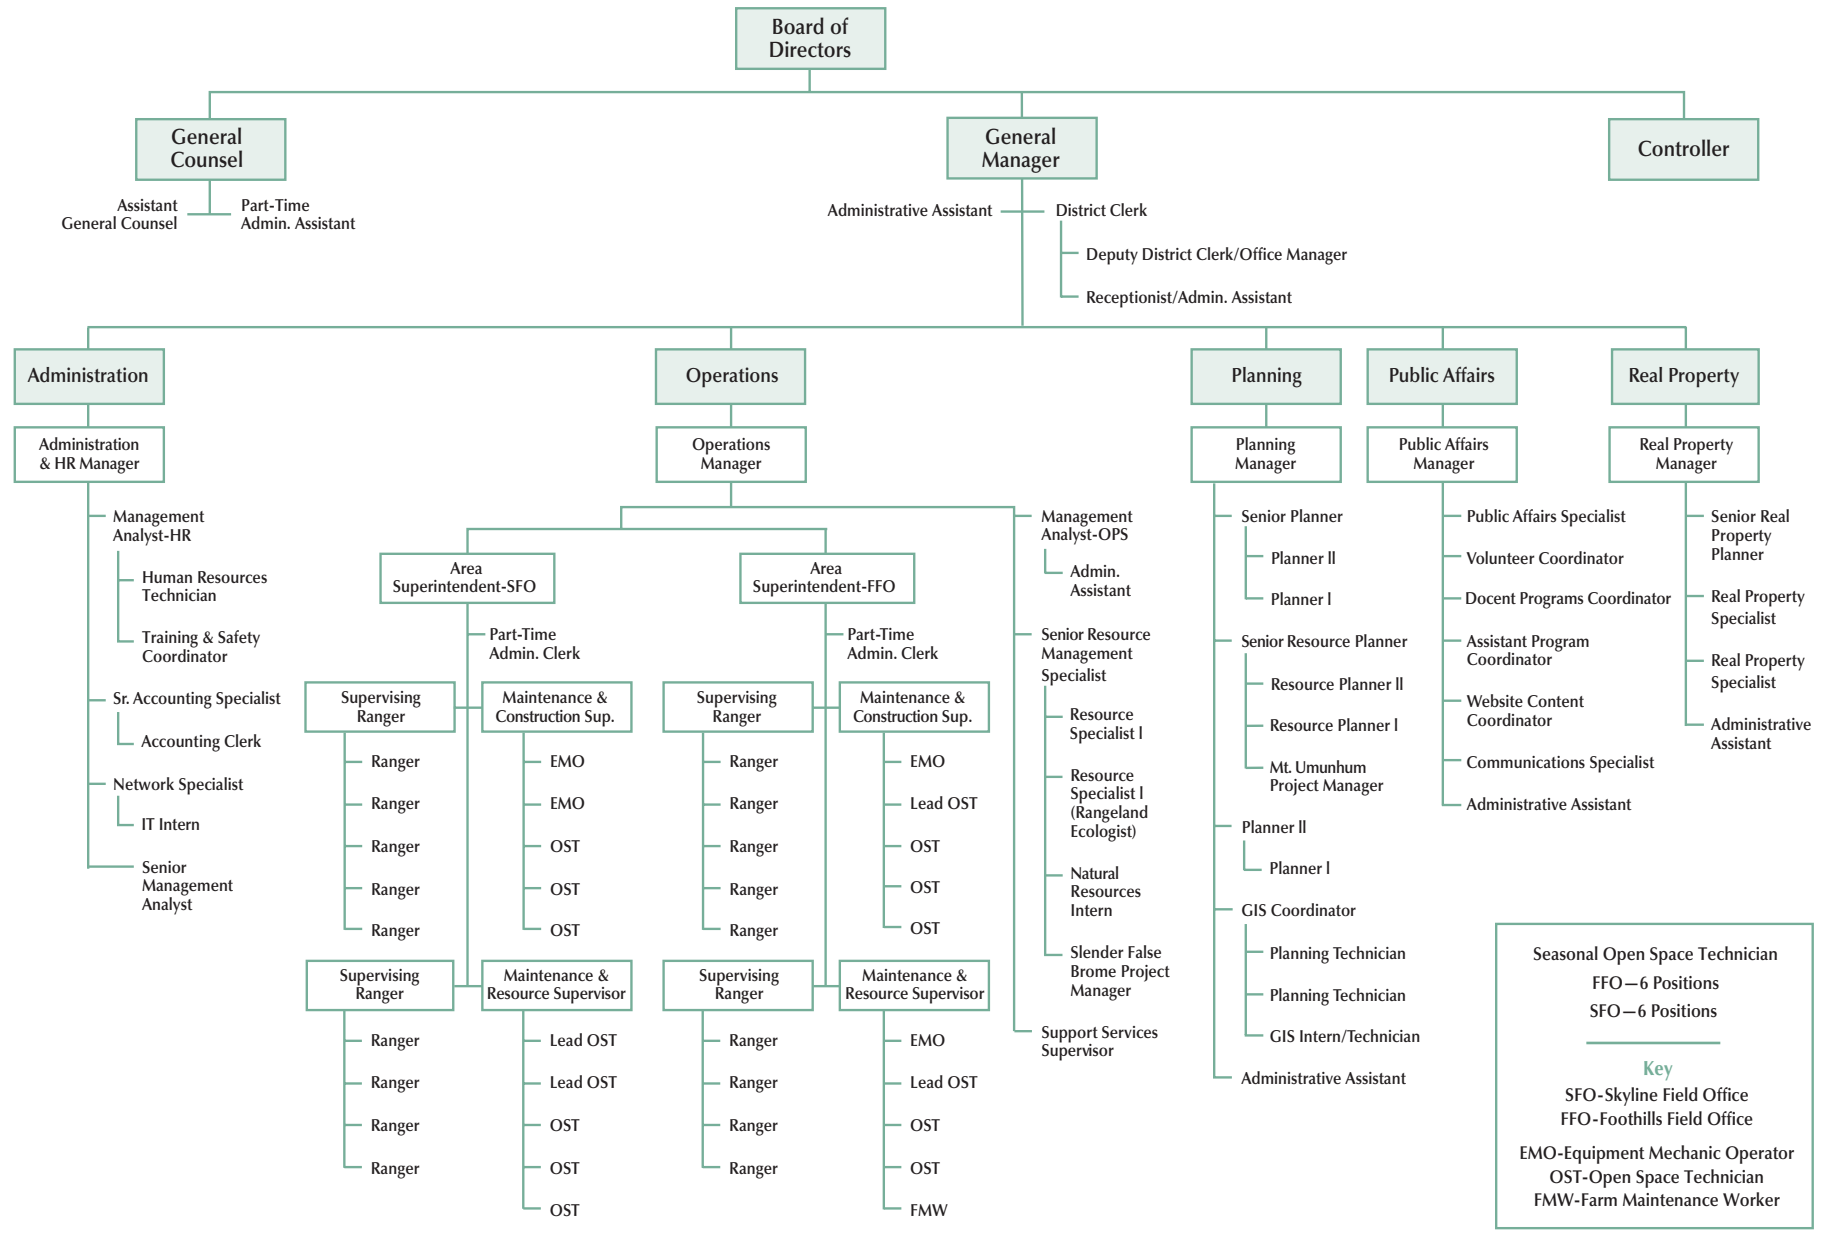 Board of
Directors
General
Counsel
General
Manager
Controller
Assistant
General Counsel
Part-Time
Admin. Assistant
Administrative Assistant
District Clerk
Deputy District Clerk/Office Manager
Receptionist/Admin. Assistant
Administration
Operations
Planning
Public Affairs
Real Property
Administration
& HR Manager
Management
Analyst-HR
Human Resources
Technician
Training & Safety
Coordinator
Sr. Accounting Specialist
Accounting Clerk
Network Specialist
IT Intern
Senior
Management
Analyst
Operations
Manager
Area
Superintendent-SFO
Part-Time
Admin. Clerk
Supervising
Ranger
Ranger
Ranger
Ranger
Ranger
Ranger
Maintenance &
Construction Sup.
EMO
EMO
OST
OST
OST
Supervising
Ranger
Ranger
Ranger
Ranger
Ranger
Maintenance &
Resource Supervisor
Lead OST
Lead OST
OST
OST
OST
Area
Superintendent-FFO
Part-Time
Admin. Clerk
Supervising
Ranger
Ranger
Ranger
Ranger
Ranger
Ranger
Maintenance &
Construction Sup.
EMO
Lead OST
OST
OST
OST
Supervising
Ranger
Ranger
Ranger
Ranger
Ranger
Maintenance &
Resource Supervisor
EMO
Lead OST
OST
OST
FMW
Management
Analyst-OPS
Admin.
Assistant
Senior Resource
Management
Specialist
Resource
Specialist l
Resource
Specialist l
(Rangeland
Ecologist)
Natural
Resources
Intern
Slender False
Brome Project
Manager
Support Services
Supervisor
Planning
Manager
Senior Planner
Planner ll
Planner l
Senior Resource Planner
Resource Planner ll
Resource Planner l
Mt. Umunhum
Project Manager
Planner ll
Planner l
GIS Coordinator
Planning Technician
Planning Technician
GIS Intern/Technician
Administrative Assistant
Public Affairs
Manager
Public Affairs Specialist
Volunteer Coordinator
Docent Programs Coordinator
Assistant Program
Coordinator
Website Content
Coordinator
Communications Specialist
Administrative Assistant
Real Property
Manager
Senior Real
Property
Planner
Real Property
Specialist
Real Property
Specialist
Administrative
Assistant
Seasonal Open Space Technician
FFO—6 Positions
SFO—6 Positions
Key
SFO-Skyline Field Office
FFO-Foothills Field Office
EMO-Equipment Mechanic Operator
OST-Open Space Technician
FMW-Farm Maintenance Worker